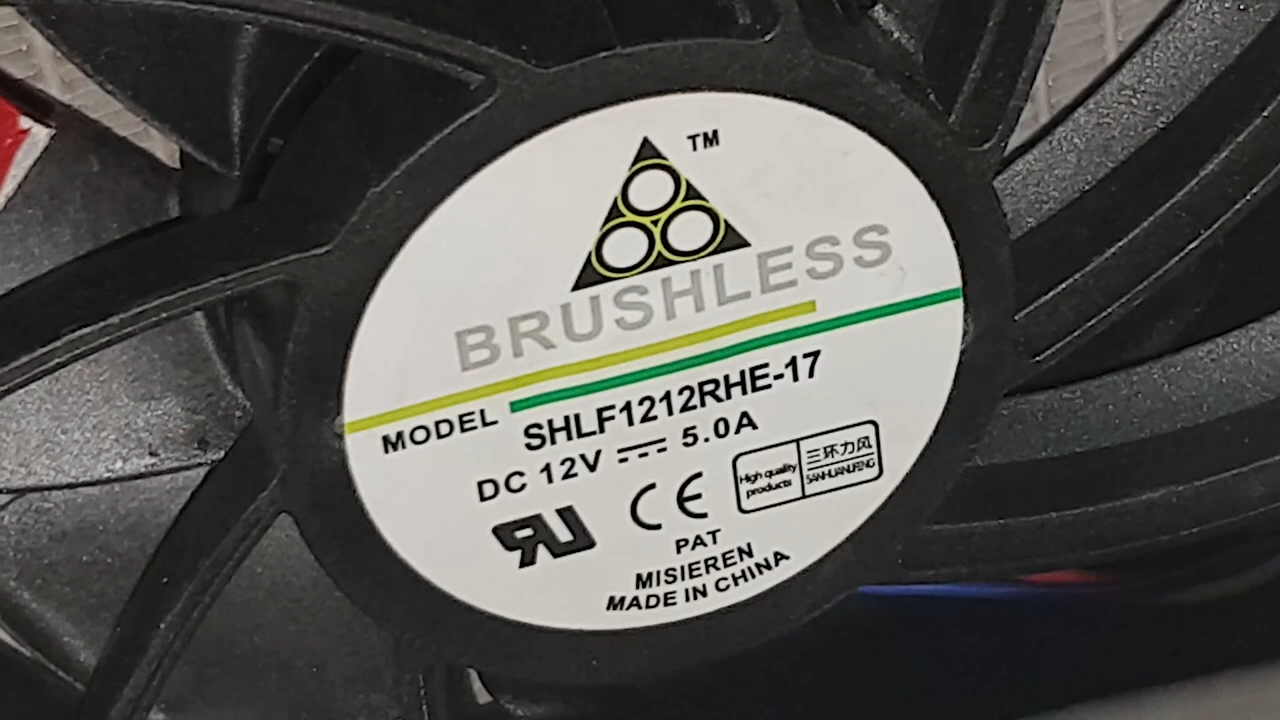 TM
BRUSHLESS
MODEL SHLF1212RHE-17
DC 12V 5.0A
High quality products
三环力风
SANHUANLIFENG
CE
PAT
MISIEREN
MADE IN CHINA